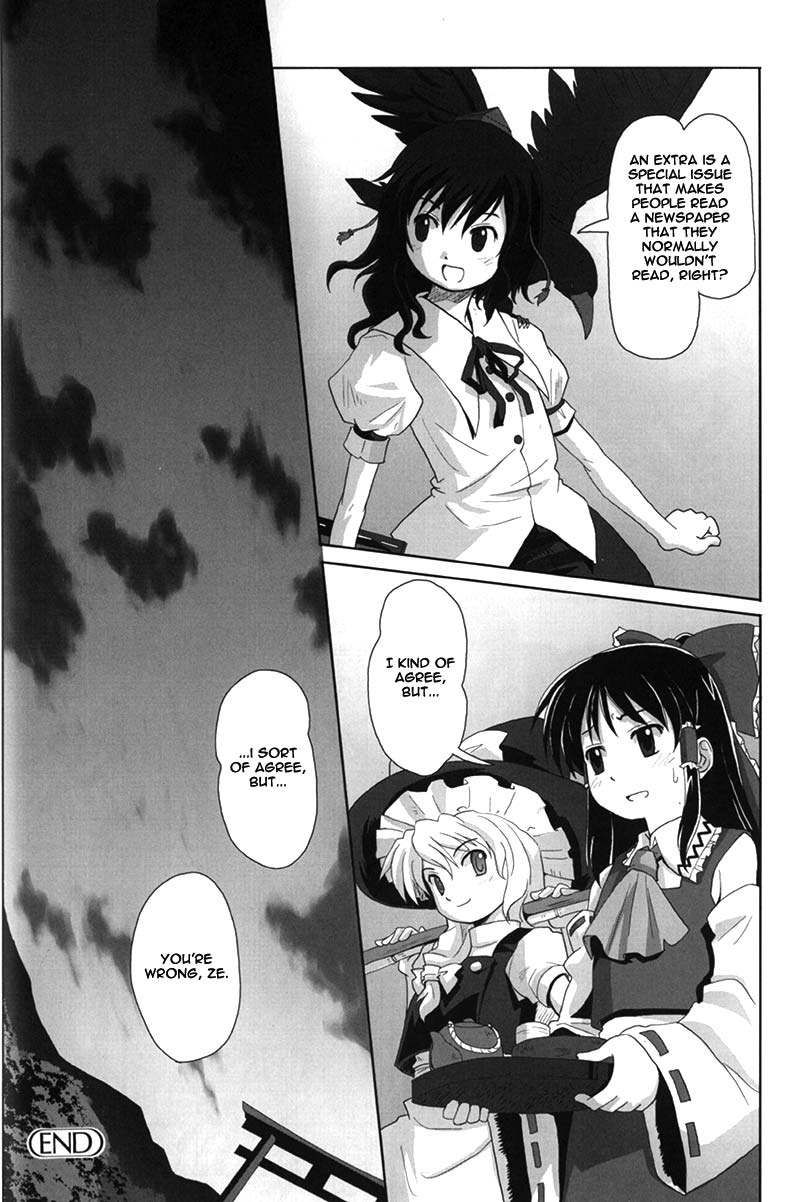 AN EXTRA IS A
SPECIAL ISSUE
THAT MAKES
PEOPLE READ
A NEWSPAPER
THAT THEY
NORMALLY
WOULDN'T
READ, RIGHT?
I KIND OF
AGREE,
BUT...
...I SORT
OF AGREE,
BUT...
YOU'RE
WRONG, ZE.
END